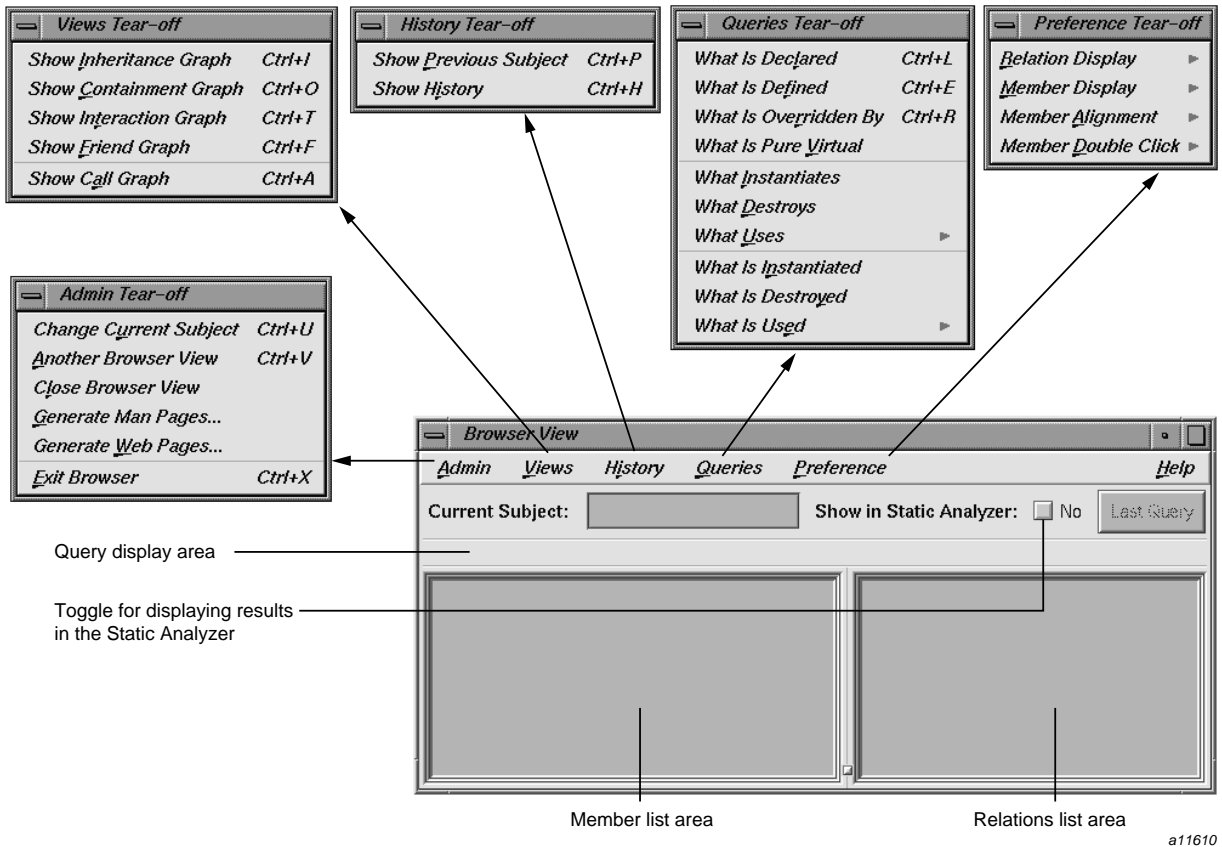 Views Tear-off
Show Inheritance Graph Ctrl+I
Show Containment Graph Ctrl+O
Show Interaction Graph Ctrl+T
Show Friend Graph Ctrl+F
Show Call Graph Ctrl+A
History Tear-off
Show Previous Subject Ctrl+P
Show History Ctrl+H
Queries Tear-off
What Is Declared Ctrl+L
What Is Defined Ctrl+E
What Is Overridden By Ctrl+R
What Is Pure Virtual
What Instantiates
What Destroys
What Uses
What Is Instantiated
What Is Destroyed
What Is Used
Preference Tear-off
Relation Display
Member Display
Member Alignment
Member Double Click
Admin Tear-off
Change Current Subject Ctrl+U
Another Browser View Ctrl+V
Close Browser View
Generate Man Pages...
Generate Web Pages...
Exit Browser Ctrl+X
Browser View
Admin Views History Queries Preference Help
Current Subject: Show in Static Analyzer: No Last Query
Query display area
Toggle for displaying results
in the Static Analyzer
Member list area
Relations list area
a11610